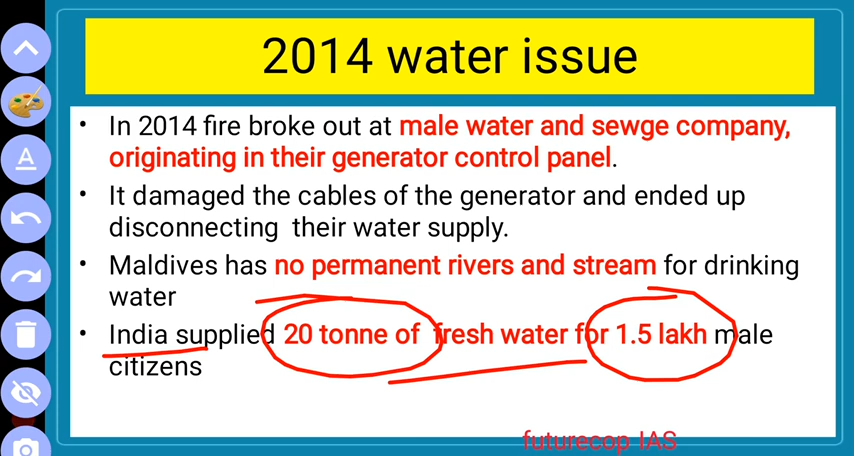 2014 water issue
• In 2014 fire broke out at male water and sewge company,
originating in their generator control panel.
• It damaged the cables of the generator and ended up
disconnecting their water supply.
• Maldives has no permanent rivers and stream for drinking
water
• India supplied 20 tonne of fresh water for 1.5 lakh male
citizens
futurecop IAS
A